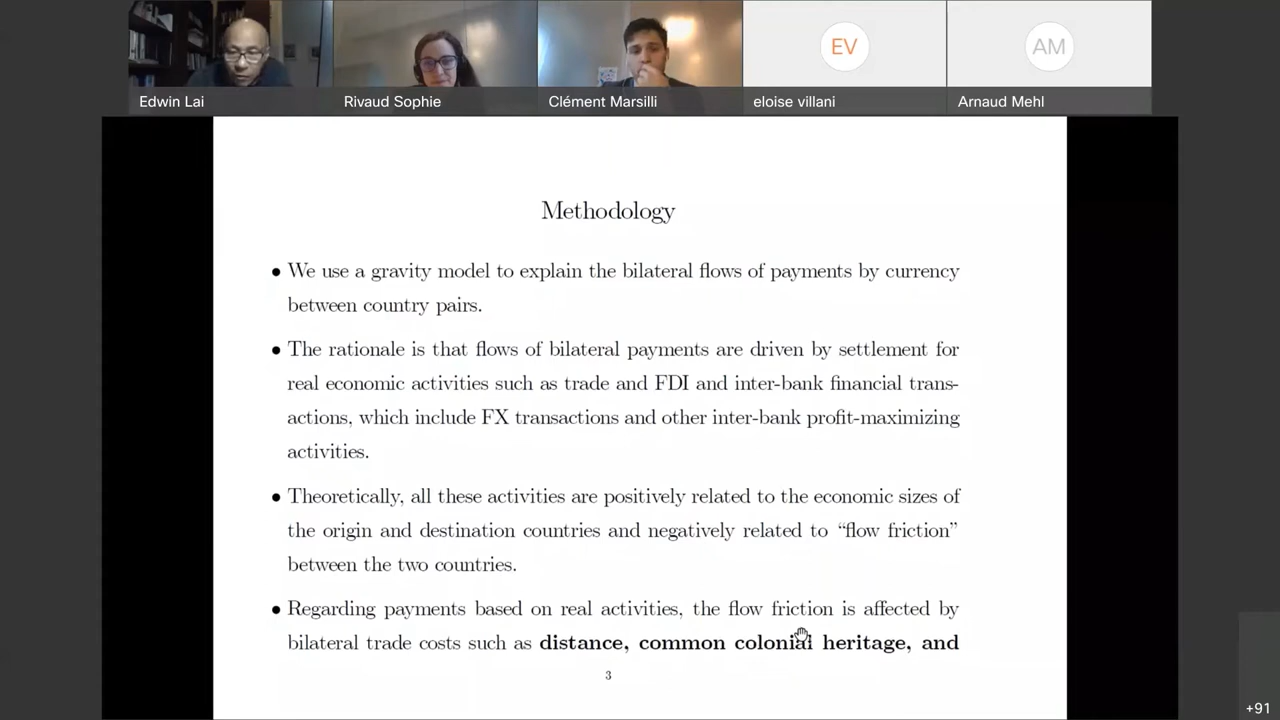 EV
AM
Edwin Lai
Rivaud Sophie
Clément Marsilli
eloise villani
Arnaud Mehl
Methodology
• We use a gravity model to explain the bilateral flows of payments by currency
between country pairs.
• The rationale is that flows of bilateral payments are driven by settlement for
real economic activities such as trade and FDI and inter-bank financial trans-
actions, which include FX transactions and other inter-bank profit-maximizing
activities.
• Theoretically, all these activities are positively related to the economic sizes of
the origin and destination countries and negatively related to “flow friction”
between the two countries.
• Regarding payments based on real activities, the flow friction is affected by
bilateral trade costs such as distance, common colonial heritage, and
3
+91